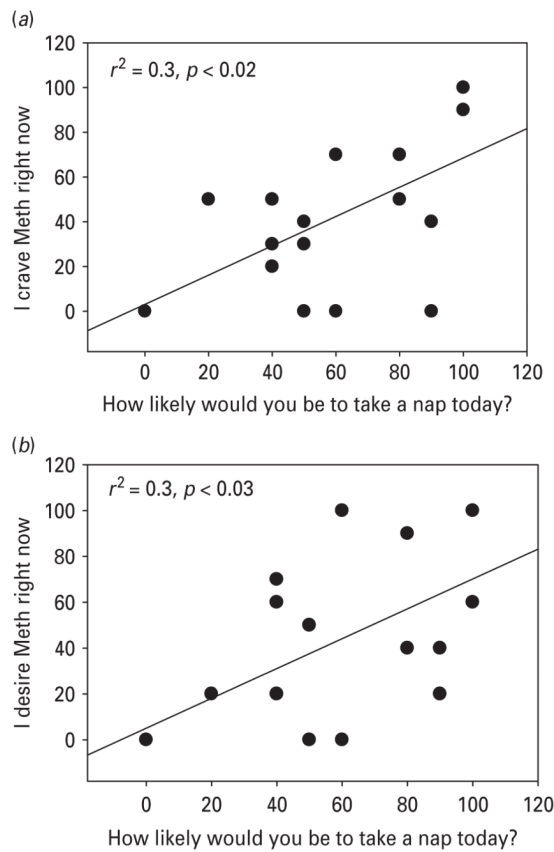 (a)
r² = 0.3, p < 0.02
I crave Meth right now
120
100
80
60
40
20
0
0 20 40 60 80 100 120
How likely would you be to take a nap today?
(b)
r² = 0.3, p < 0.03
I desire Meth right now
120
100
80
60
40
20
0
0 20 40 60 80 100 120
How likely would you be to take a nap today?